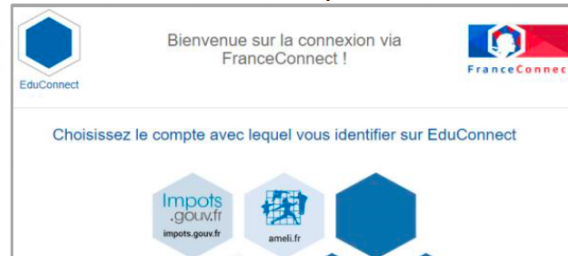 Bienvenue sur la connexion via
FranceConnect !
EduConnect
FranceConnec
Choisissez le compte avec lequel vous identifier sur EduConnect
Impots
.gouv.fr
impots.gouv.fr
ameli.fr